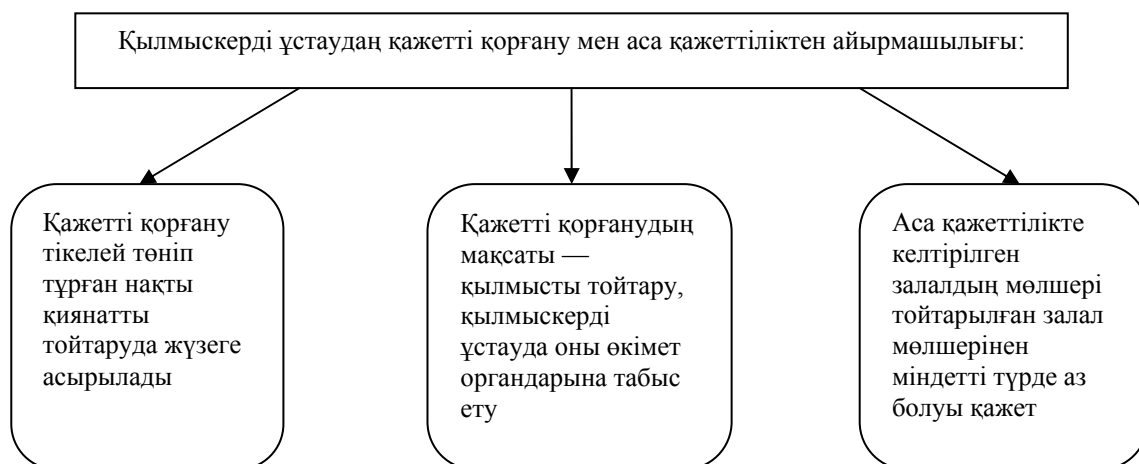 Қылмыскерді ұстаудаң қажетті қорғану мен аса қажеттіліктен айырмашылығы:
Қажетті қорғану
тікелей төніп
тұрған нақты
қиянатты
тойтаруда жүзеге
асырылады
Қажетті қорғанудың
мақсаты —
қылмысты тойтару,
қылмыскерді
ұстауда оны өкімет
органдарына табыс
ету
Аса қажеттілікте
келтірілген
залалдың мөлшері
тойтарылған залал
мөлшерінен
міндетті түрде аз
болуы қажет